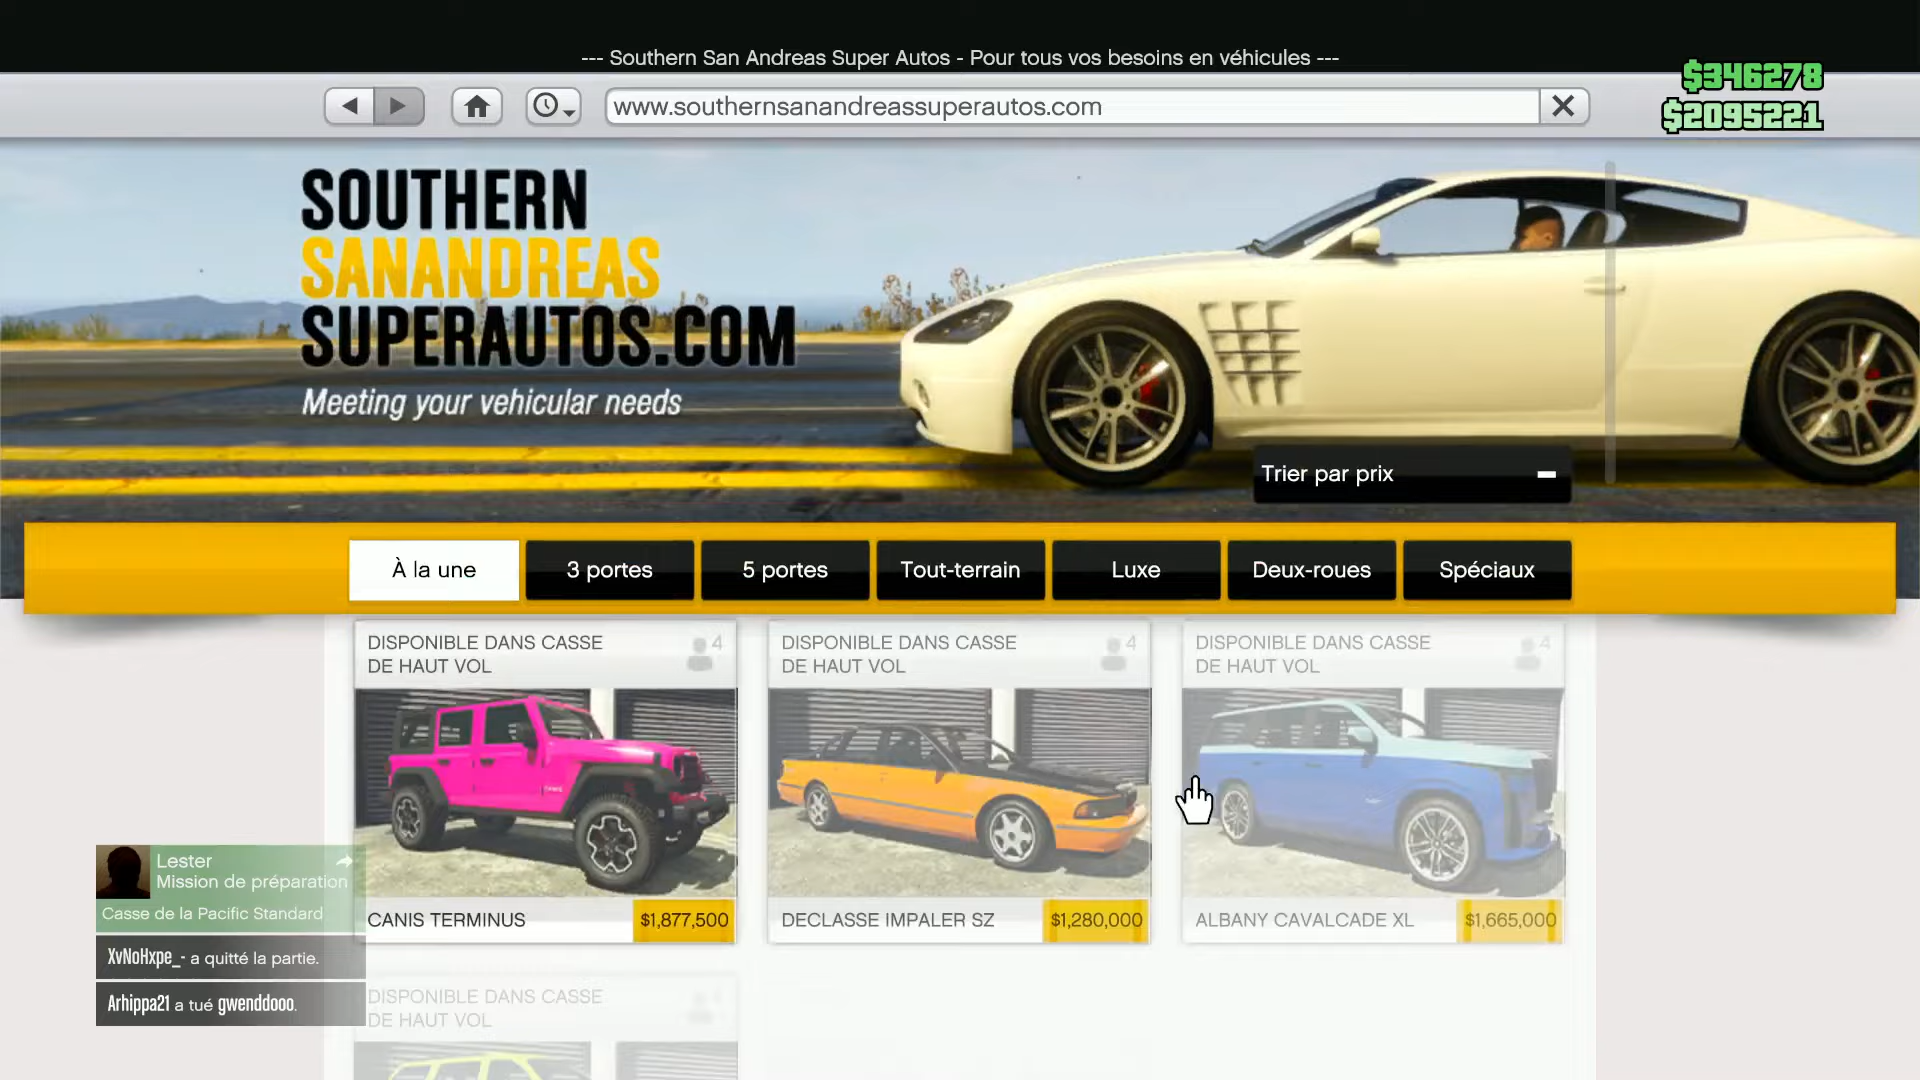 --- Southern San Andreas Super Autos - Pour tous vos besoins en véhicules ---
$346278
www.southernsanandreassuperautos.com
$2095221
SOUTHERN
SANANDREAS
SUPERAUTOS.COM
Meeting your vehicular needs
Trier par prix
À la une
3 portes
5 portes
Tout-terrain
Luxe
Deux-roues
Spéciaux
DISPONIBLE DANS CASSE
DE HAUT VOL
4
DISPONIBLE DANS CASSE
DE HAUT VOL
4
DISPONIBLE DANS CASSE
DE HAUT VOL
4
CANIS TERMINUS
$1,877,500
DECLASSE IMPALER SZ
$1,280,000
ALBANY CAVALCADE XL
$1,665,000
Lester
Mission de préparation
Casse de la Pacific Standard
XvNoHxpe_- a quitté la partie.
Arhippa21 a tué gwenddooo.
DISPONIBLE DANS CASSE
DE HAUT VOL